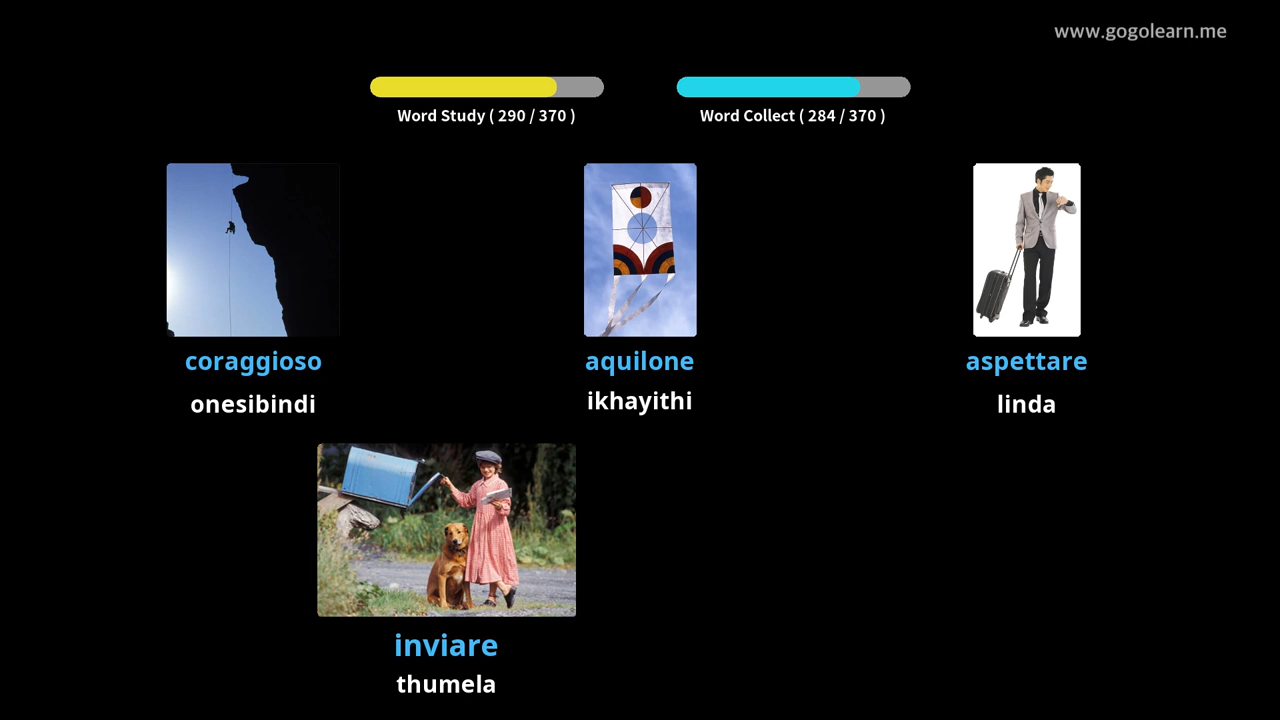 www.gogolearn.me
Word Study ( 290 / 370 )
Word Collect ( 284 / 370 )
coraggioso
onesibindi
aquilone
ikhayithi
aspettare
linda
inviare
thumela